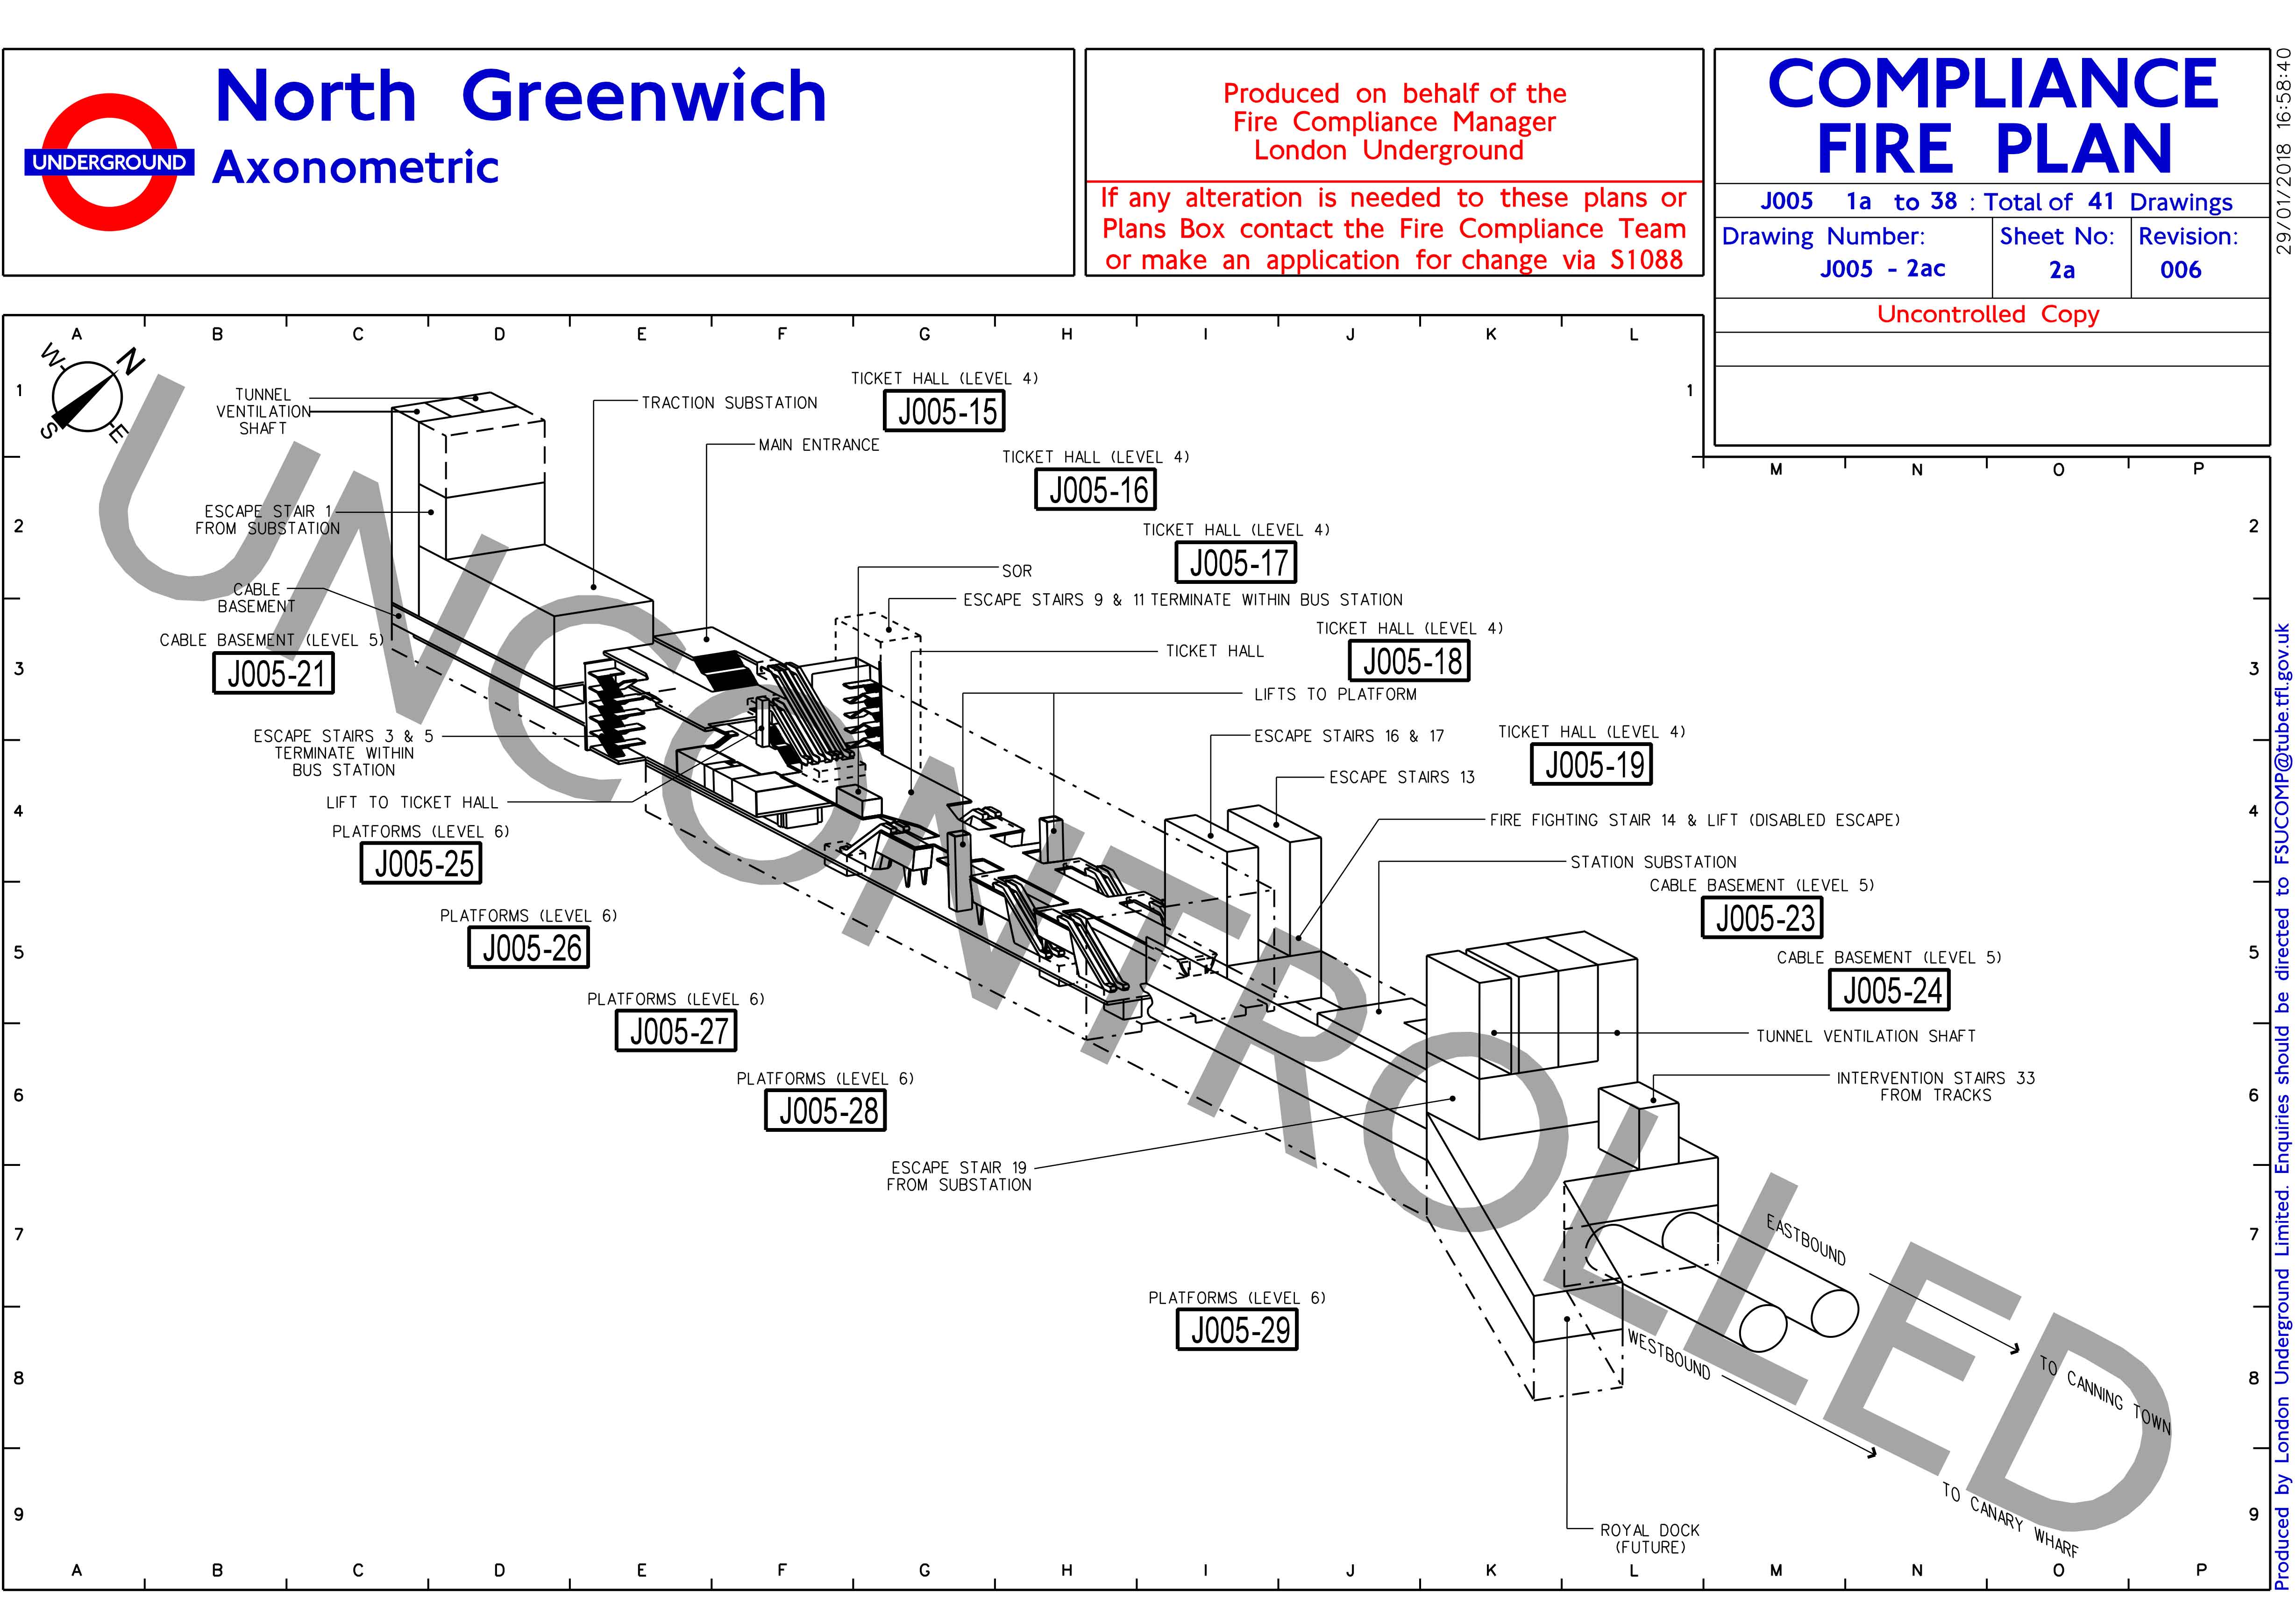 UNDERGROUND
North Greenwich
Axonometric
Produced on behalf of the
Fire Compliance Manager
London Underground
If any alteration is needed to these plans or
Plans Box contact the Fire Compliance Team
or make an application for change via S1088
COMPLIANCE
FIRE PLAN
J005 1a to 38 : Total of 41 Drawings
Drawing Number:
J005 - 2ac
Sheet No:
2a
Revision:
006
Uncontrolled Copy
29/01/2018 16:58:40
A B C D E F G H I J K L
M N O P
1
2
3
4
5
6
7
8
9
1
2
3
4
5
6
7
8
9
A B C D E F G H I J K L M N O P
W N
S E
TUNNEL
VENTILATION
SHAFT
TRACTION SUBSTATION
MAIN ENTRANCE
TICKET HALL (LEVEL 4)
J005-15
TICKET HALL (LEVEL 4)
J005-16
ESCAPE STAIR 1
FROM SUBSTATION
TICKET HALL (LEVEL 4)
J005-17
SOR
CABLE
BASEMENT
ESCAPE STAIRS 9 & 11 TERMINATE WITHIN BUS STATION
CABLE BASEMENT (LEVEL 5)
J005-21
TICKET HALL
TICKET HALL (LEVEL 4)
J005-18
LIFTS TO PLATFORM
ESCAPE STAIRS 3 & 5
TERMINATE WITHIN
BUS STATION
ESCAPE STAIRS 16 & 17
TICKET HALL (LEVEL 4)
J005-19
ESCAPE STAIRS 13
LIFT TO TICKET HALL
FIRE FIGHTING STAIR 14 & LIFT (DISABLED ESCAPE)
PLATFORMS (LEVEL 6)
J005-25
STATION SUBSTATION
CABLE BASEMENT (LEVEL 5)
J005-23
PLATFORMS (LEVEL 6)
J005-26
CABLE BASEMENT (LEVEL 5)
J005-24
PLATFORMS (LEVEL 6)
J005-27
TUNNEL VENTILATION SHAFT
PLATFORMS (LEVEL 6)
J005-28
INTERVENTION STAIRS 33
FROM TRACKS
ESCAPE STAIR 19
FROM SUBSTATION
EASTBOUND
PLATFORMS (LEVEL 6)
J005-29
WESTBOUND
TO CANNING TOWN
TO CANARY WHARF
ROYAL DOCK
(FUTURE)
UNCONTROLLED
Produced by London Underground Limited. Enquiries should be directed to FSUCOMP@tube.tfl.gov.uk